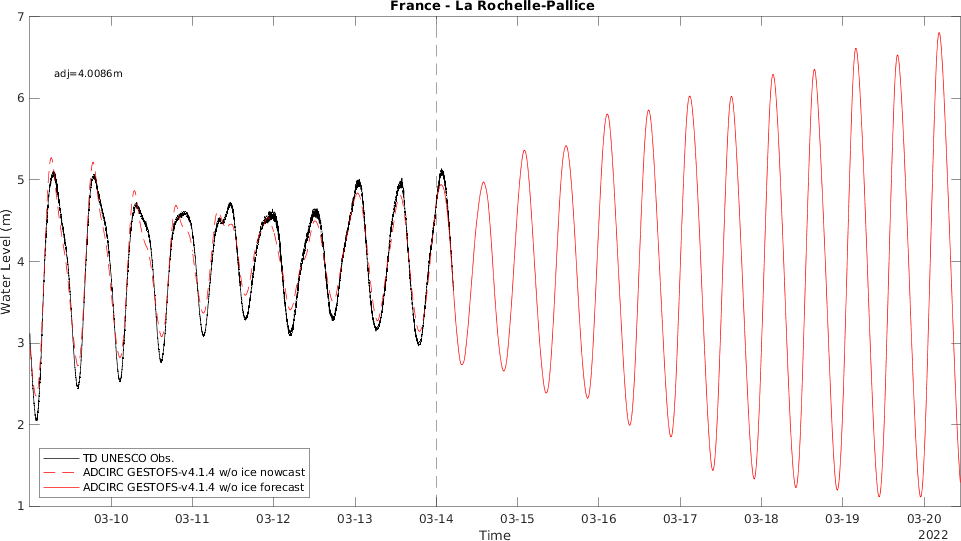 France - La Rochelle-Pallice
7
adj=4.0086m
6
5
4
3
2
1
Water Level (m)
TD UNESCO Obs.
ADCIRC GESTOFS-v4.1.4 w/o ice nowcast
ADCIRC GESTOFS-v4.1.4 w/o ice forecast
03-10 03-11 03-12 03-13 03-14 03-15 03-16 03-17 03-18 03-19 03-20
Time
2022